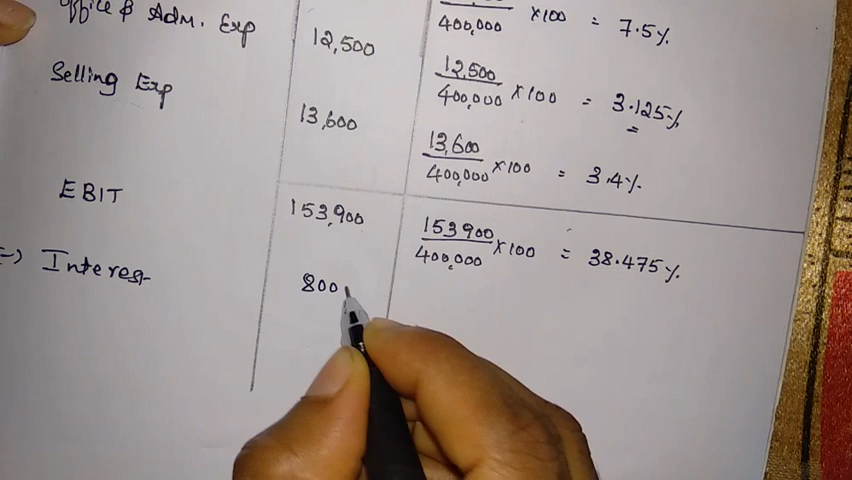 Office & Adm. Exp
400,000 ×100 = 7.5%
Selling Exp 12,500 12,500
400,000 ×100 = 3.125%
13,600 13,600
400,000 ×100 = 3.4%
EBIT 153,900 153900
400,000 ×100 = 38.475%
(-) Interest 800